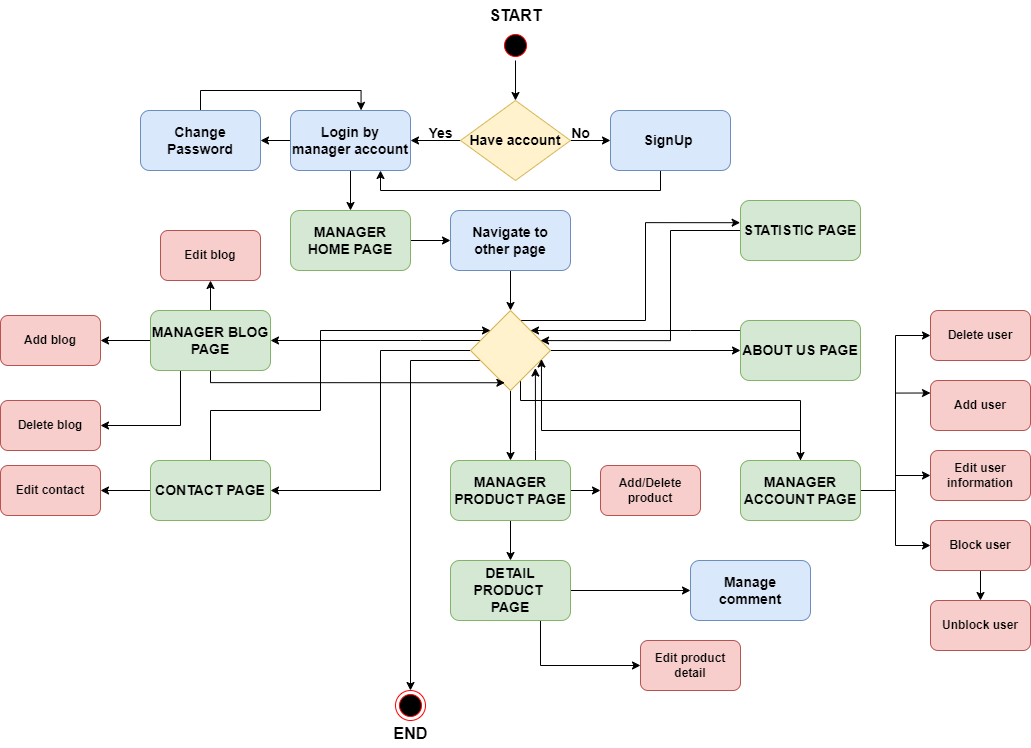 START
Change
Password
Login by
manager account
Yes
Have account
No
SignUp
MANAGER
HOME PAGE
Navigate to
other page
STATISTIC PAGE
Edit blog
Add blog
MANAGER BLOG
PAGE
ABOUT US PAGE
Delete user
Add user
Delete blog
Edit contact
CONTACT PAGE
MANAGER
PRODUCT PAGE
Add/Delete
product
MANAGER
ACCOUNT PAGE
Edit user
information
Block user
DETAIL
PRODUCT
PAGE
Manage
comment
Unblock user
Edit product
detail
END